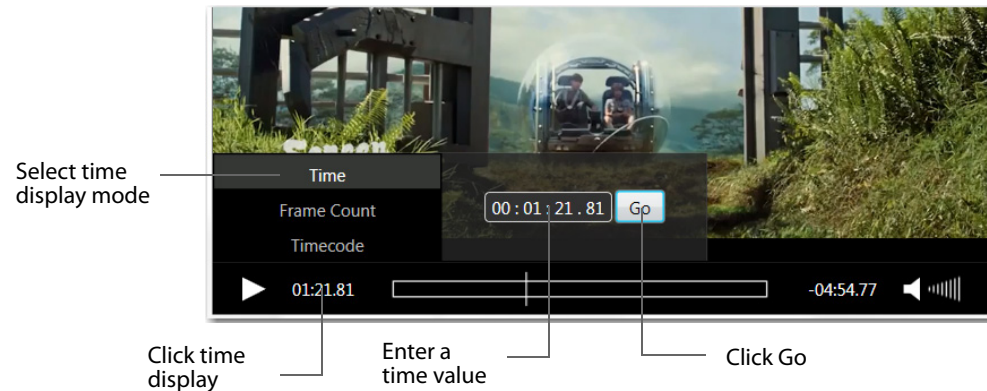 Select time
display mode
Time
Frame Count
Timecode
00 : 01 : 21 . 81 Go
01:21.81
-04:54.77
Click time
display
Enter a
time value
Click Go